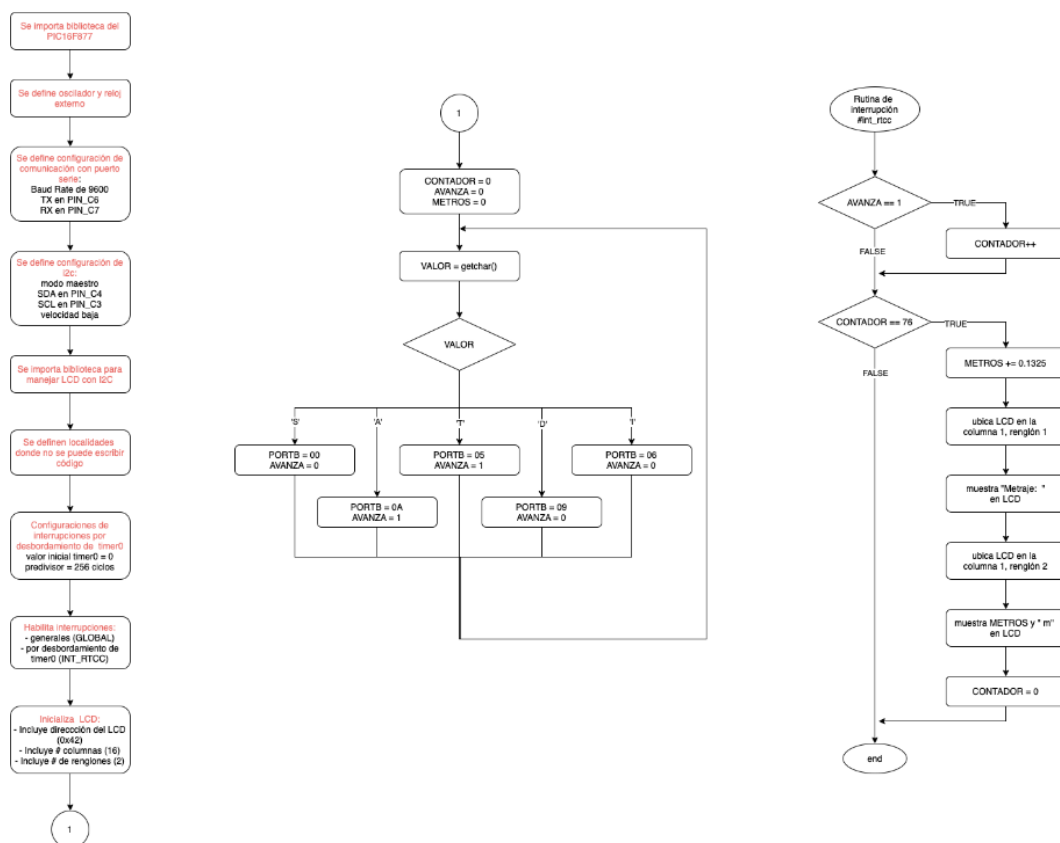 Se importa biblioteca del
PIC16F877
Se define oscilador y reloj
externo
Se define configuración de
comunicación con puerto
serie:
Baud Rate de 9600
TX en PIN_C6
RX en PIN_C7
Se define configuración de
i2c:
modo maestro
SDA en PIN_C4
SCL en PIN_C3
velocidad baja
Se importa biblioteca para
manejar LCD con I2C
Se definen localidades
donde no se puede escribir
código
Configuraciones de
interrupciones por
desbordamiento de timer0
valor inicial timer0 = 0
predivisor = 256 ciclos
Habilita interrupciones:
- generales (GLOBAL)
- por desbordamiento de
timer0 (INT_RTCC)
Inicializa LCD:
- Incluye direccción del LCD
(0x42)
- Incluye # columnas (16)
- Incluye # de renglones (2)
1
1
CONTADOR = 0
AVANZA = 0
METROS = 0
VALOR = getchar()
VALOR
'S'
'A'
'T'
'D'
'I'
PORTB = 00
AVANZA = 0
PORTB = 0A
AVANZA = 1
PORTB = 05
AVANZA = 1
PORTB = 09
AVANZA = 0
PORTB = 06
AVANZA = 0
Rutina de
interrupción
#int_rtcc
AVANZA == 1
TRUE
CONTADOR++
FALSE
CONTADOR == 76
TRUE
FALSE
METROS += 0.1325
ubica LCD en la
columna 1, renglón 1
muestra "Metraje: "
en LCD
ubica LCD en la
columna 1, renglón 2
muestra METROS y " m"
en LCD
CONTADOR = 0
end